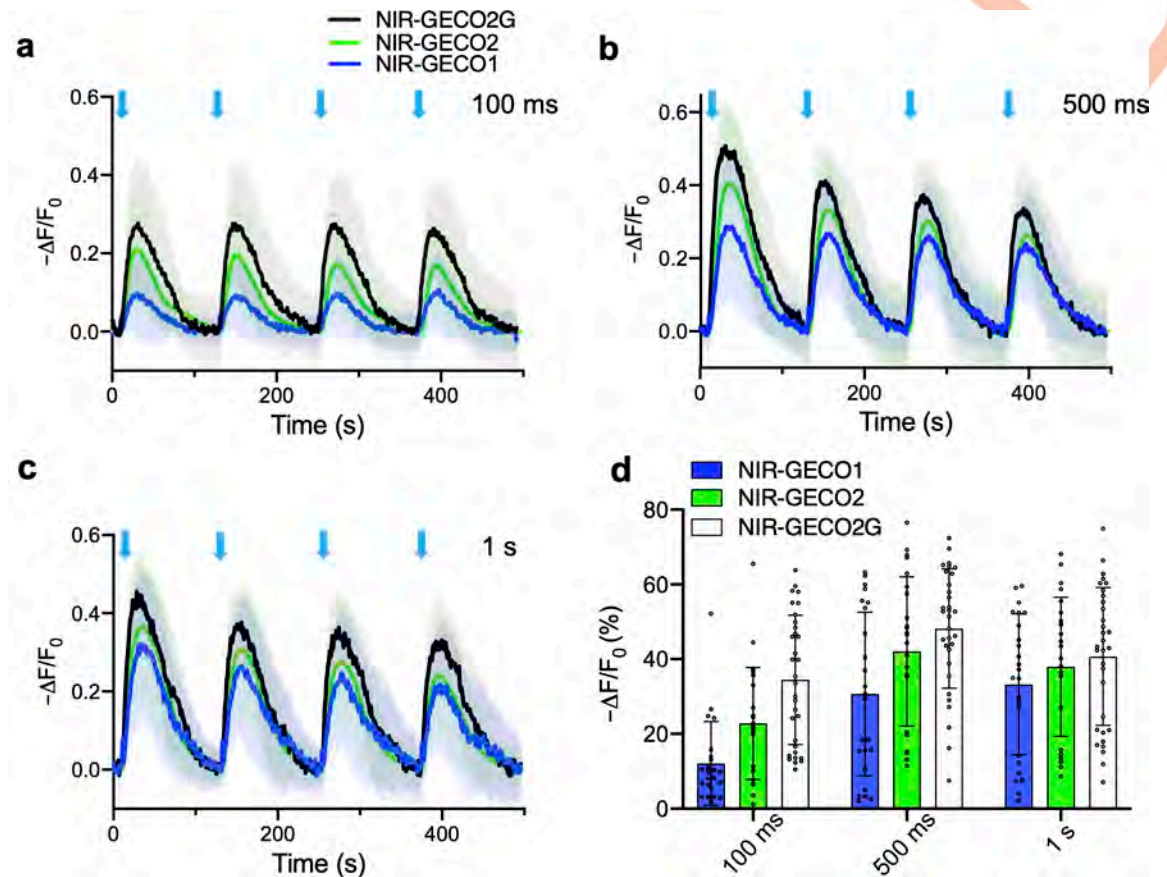 a
NIR-GECO2G
NIR-GECO2
NIR-GECO1
100 ms
0.6
0.4
0.2
0.0
-ΔF/F0
0
200
400
Time (s)
b
500 ms
0.6
0.4
0.2
0.0
-ΔF/F0
0
200
400
Time (s)
c
1 s
0.6
0.4
0.2
0.0
-ΔF/F0
0
200
400
Time (s)
d
NIR-GECO1
NIR-GECO2
NIR-GECO2G
80
60
40
20
0
-ΔF/F0 (%)
100 ms
500 ms
1 s